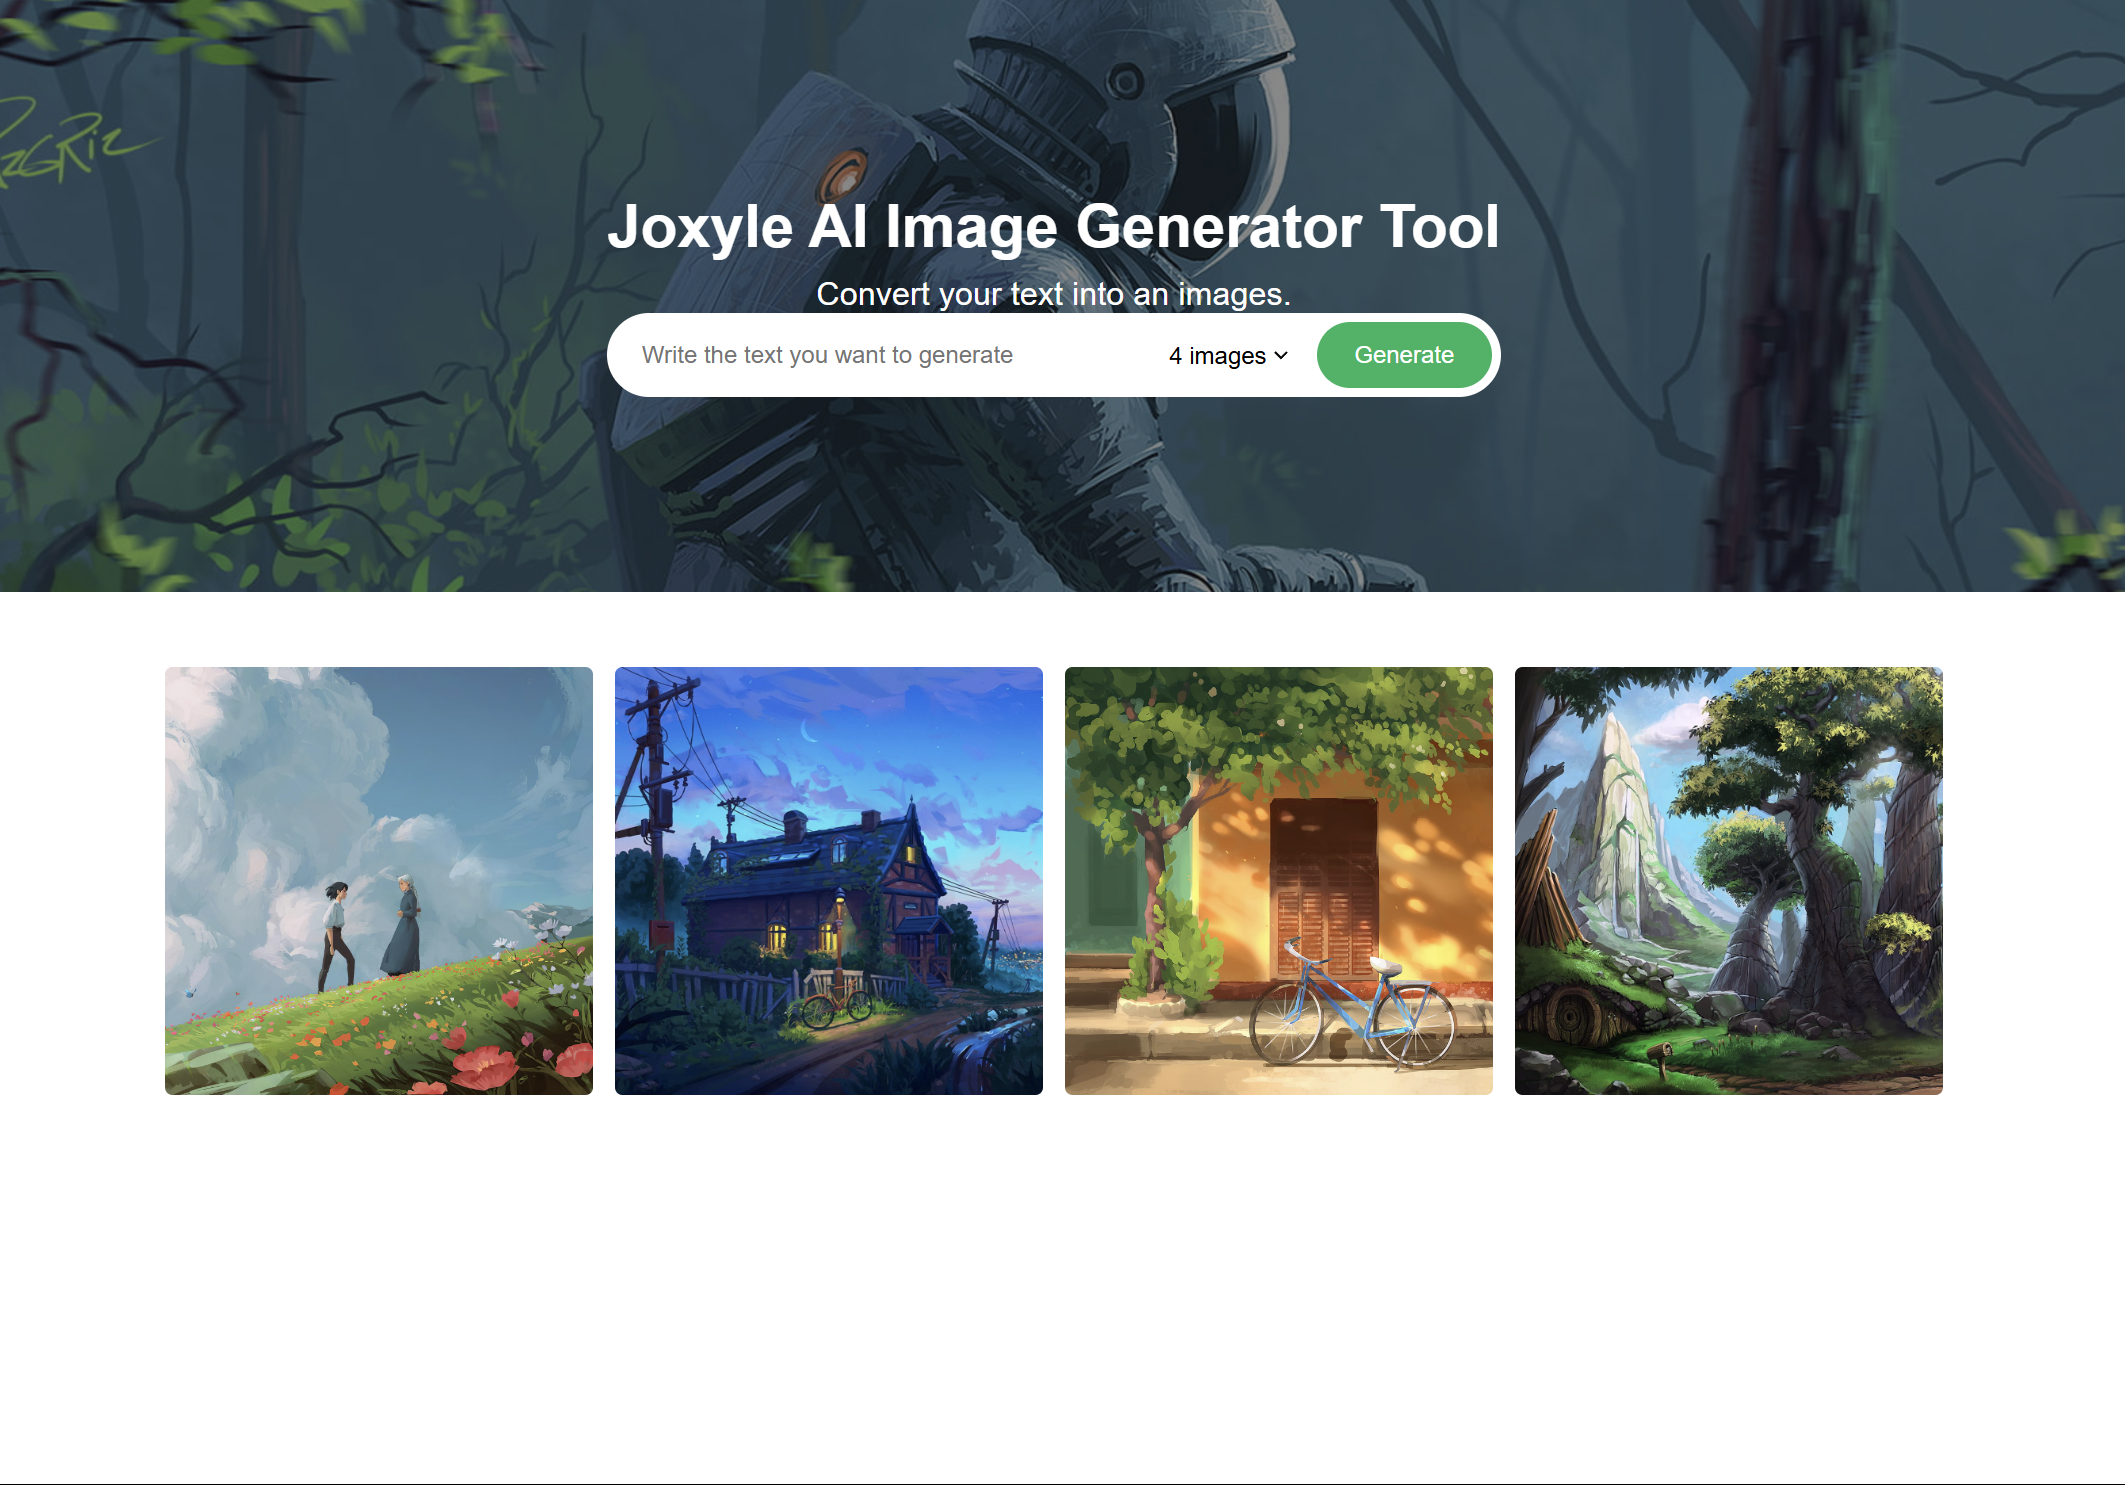 Joxyle AI Image Generator Tool
Convert your text into an images.
Write the text you want to generate
4 images
Generate